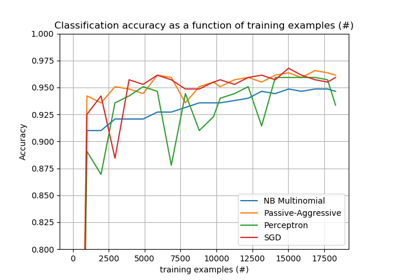 Classification accuracy as a function of training examples (#)
1.000
0.975
0.950
0.925
0.900
0.875
0.850
0.825
0.800
Accuracy
NB Multinomial
Passive-Aggressive
Perceptron
SGD
0 2500 5000 7500 10000 12500 15000 17500
training examples (#)